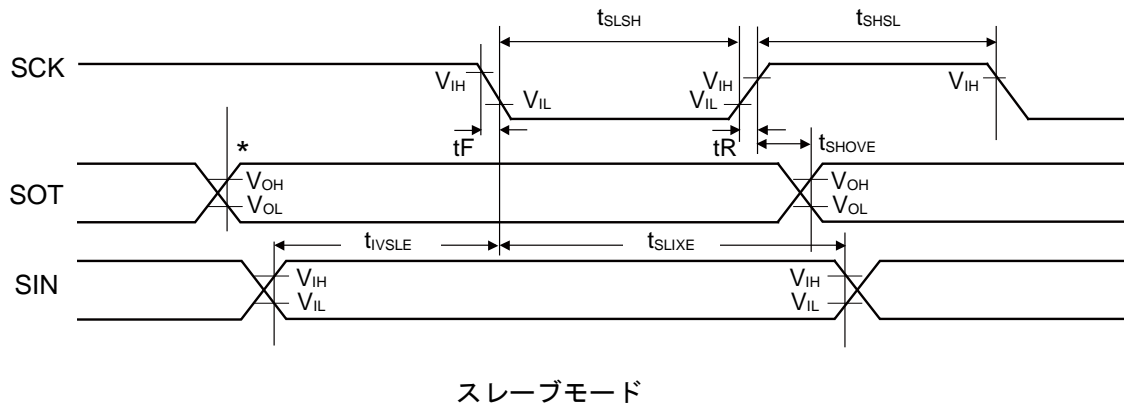 tSLSH
tSHSL
SCK
VIH
VIL
VIH
VIL
VIH
tF
tR
tSHOVE
*
SOT
VOH
VOL
VOH
VOL
tIVSLE
tSLIXE
SIN
VIH
VIL
VIH
VIL
スレーブモード